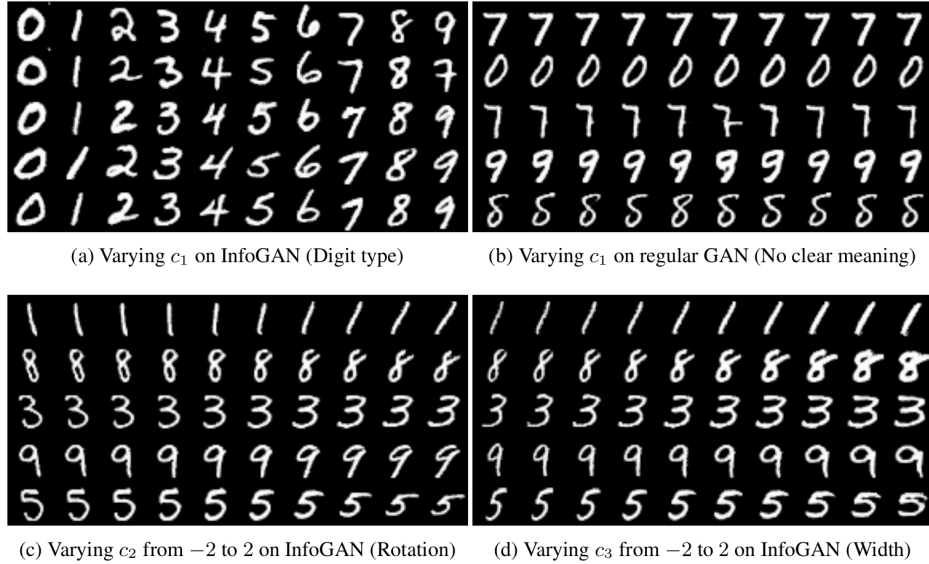 0 1 2 3 4 5 6 7 8 9
0 1 2 3 4 5 6 7 8 7
0 1 2 3 4 5 6 7 8 9
0 1 2 3 4 5 6 7 8 9
0 1 2 3 4 5 6 7 8 9
(a) Varying c₁ on InfoGAN (Digit type)
7 7 7 7 7 7 7 7 7 7
0 0 0 0 0 0 0 0 0 0
7 7 7 7 7 7 7 7 7
9 9 9 9 9 9 9 9 9 9
(b) Varying c₁ on regular GAN (No clear meaning)
1 1 1 1 1 1 1 1 1 1
8 8 8 8 8 8 8 8 8 8
3 3 3 3 3 3 3 3 3 3
9 9 9 9 9 9 9 9 9 9
5 5 5 5 5 5 5 5 5 5
(c) Varying c₂ from −2 to 2 on InfoGAN (Rotation)
1 1 1 1 1 1 1 1 1 1
8 8 8 8 8 8 8 8 8 8
3 3 3 3 3 3 3 3 3 3
9 9 9 9 9 9 9 9 9 9
5 5 5 5 5 5 5 5 5 5
(d) Varying c₃ from −2 to 2 on InfoGAN (Width)